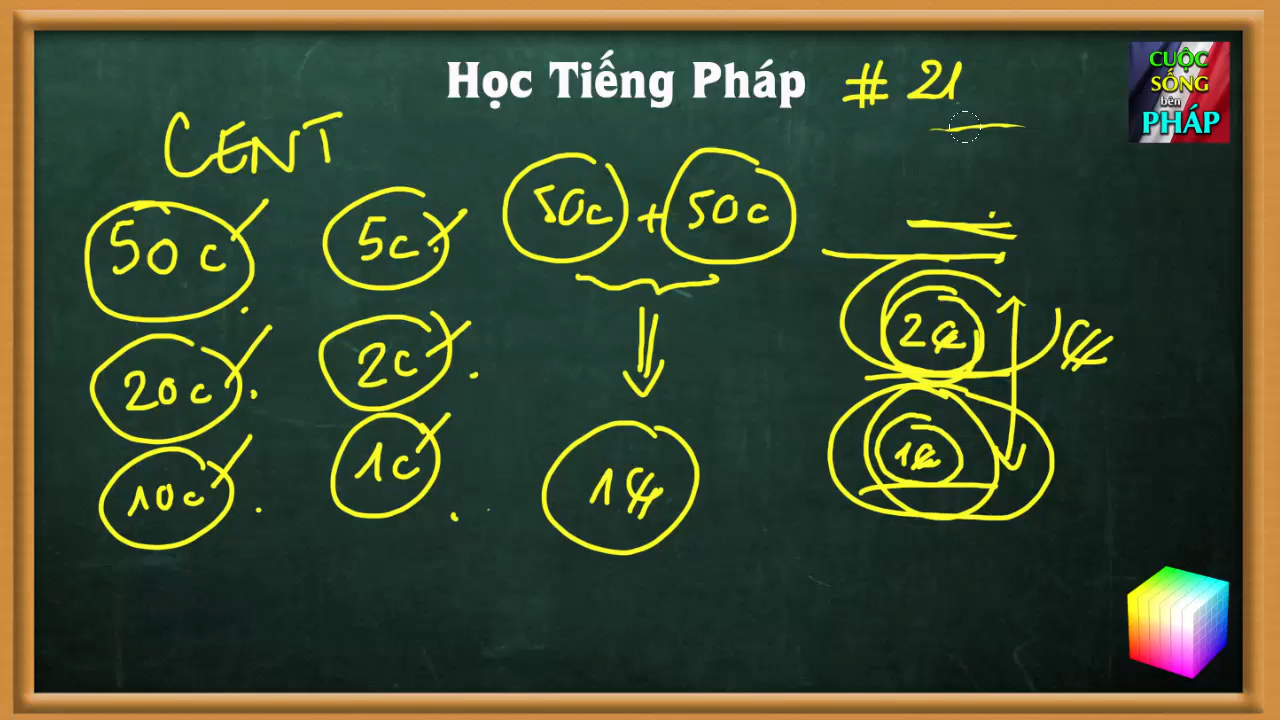 Học Tiếng Pháp # 21
CUỘC
SỐNG
bên
PHÁP
CENT
50c
5c
50c + 50c
20c
2c
2€
€
10c
1c
1€
1€